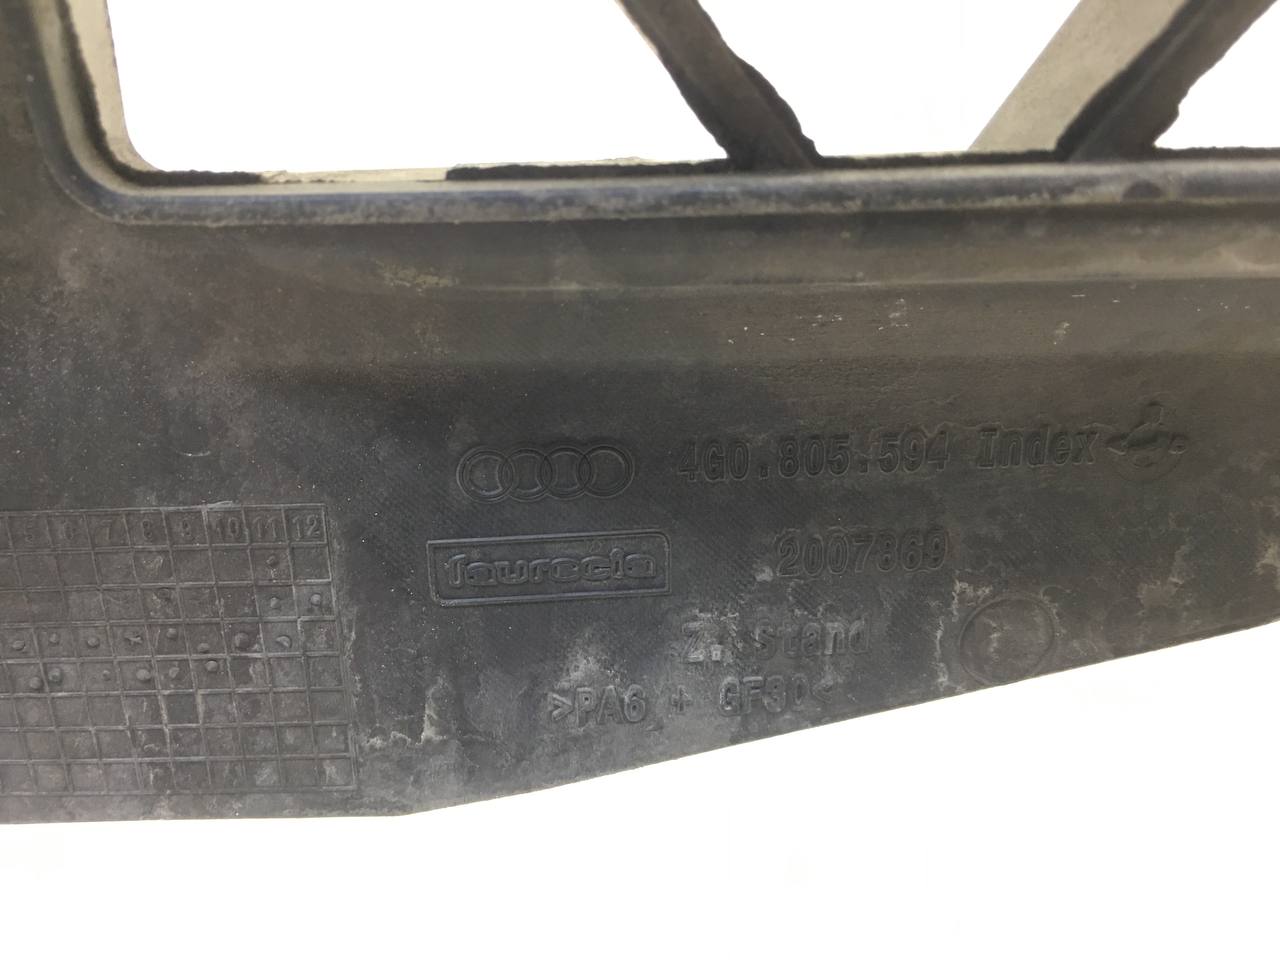 4G0.805.594 Index
5 6 7 8 9 10 11 12
faurecia
2007869
Z. Stand
>PA6 + GF30<